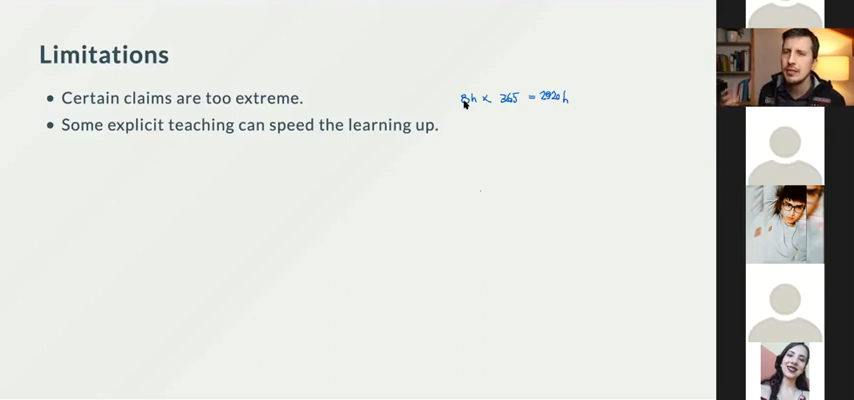 Limitations
• Certain claims are too extreme.
8h × 365 = 2920h
• Some explicit teaching can speed the learning up.